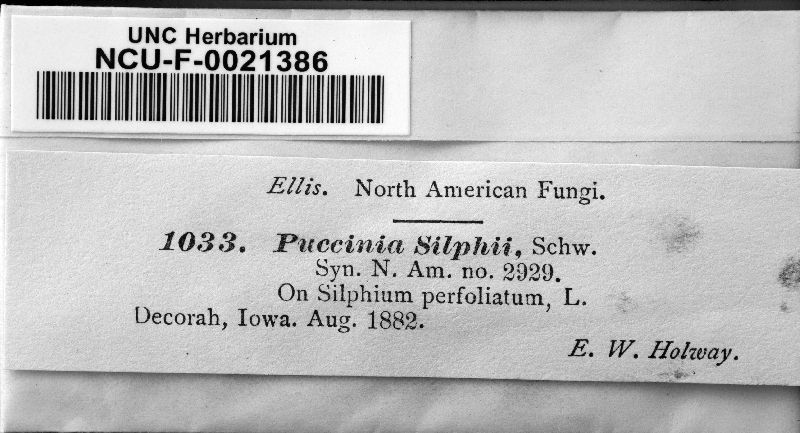 UNC Herbarium
NCU-F-0021386
Ellis. North American Fungi.
1033. Puccinia Silphii, Schw.
Syn. N. Am. no. 2929.
On Silphium perfoliatum, L.
Decorah, Iowa. Aug. 1882.
E. W. Holway.